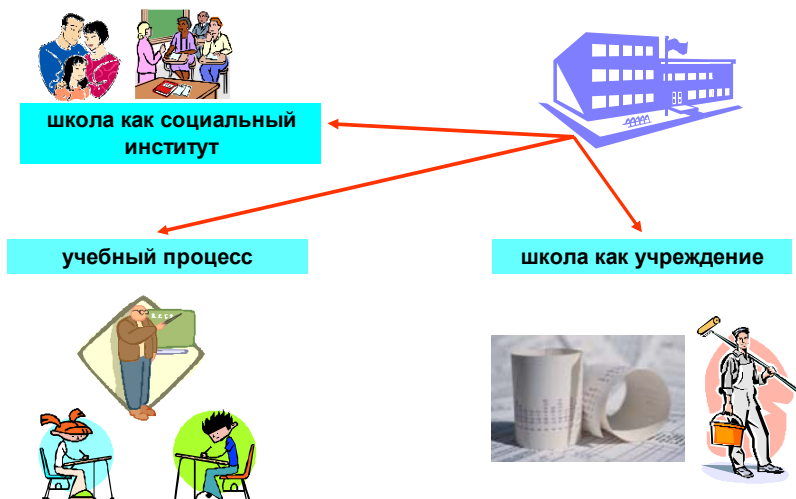 школа как социальный
институт
учебный процесс
школа как учреждение